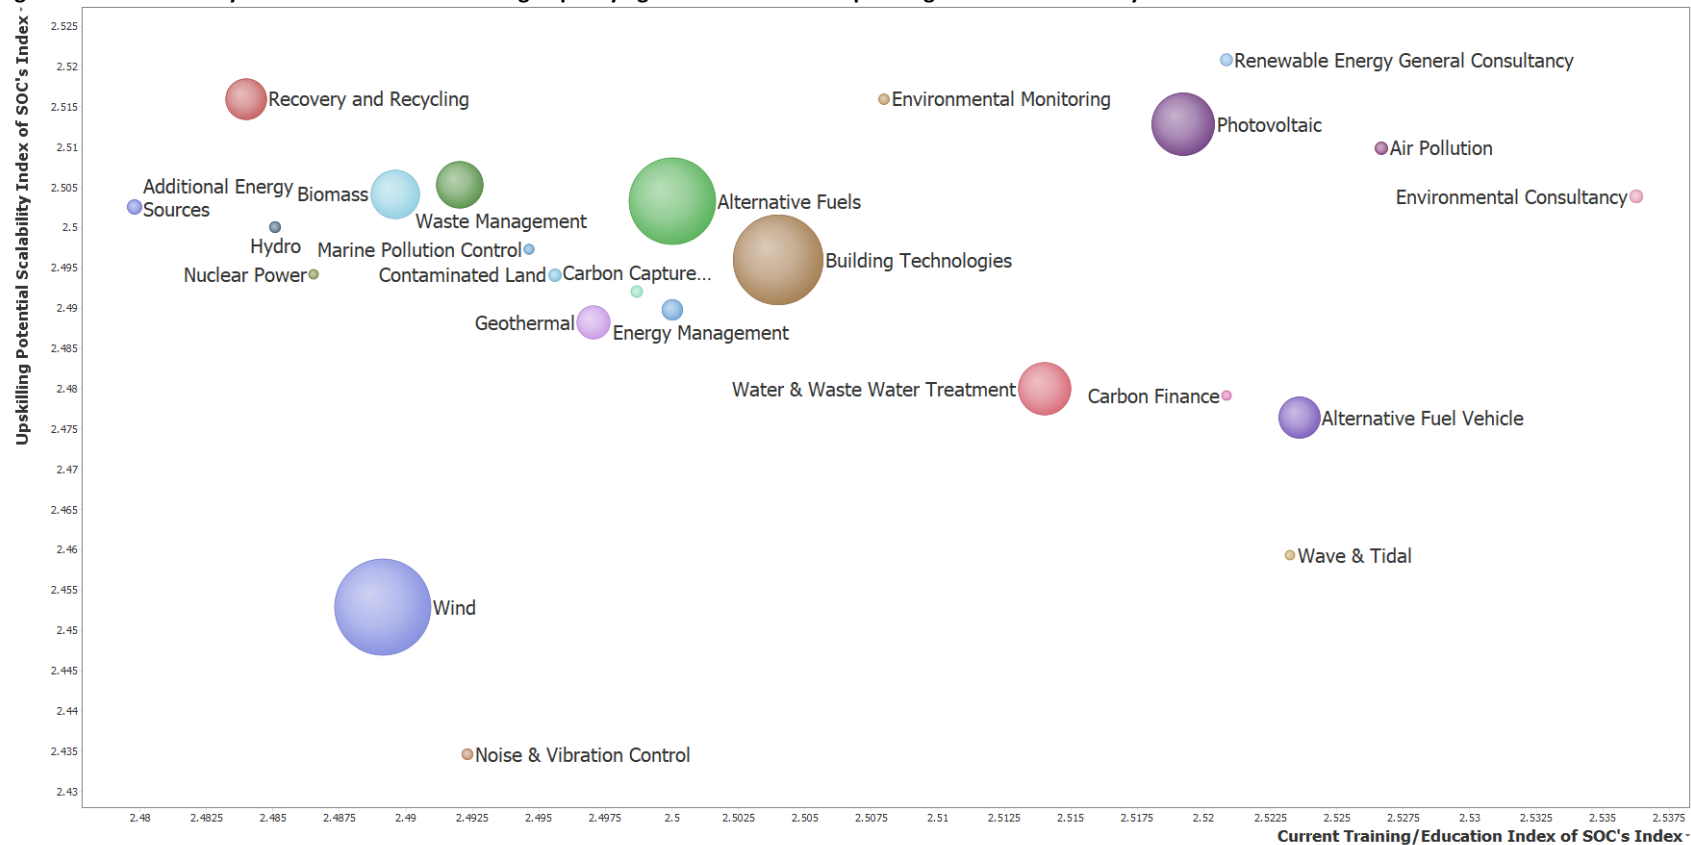 Upskilling Potential Scalability Index of SOC's Index
2.525
2.52
2.515
2.51
2.505
2.5
2.495
2.49
2.485
2.48
2.475
2.47
2.465
2.46
2.455
2.45
2.445
2.44
2.435
2.43
Renewable Energy General Consultancy
Recovery and Recycling
Environmental Monitoring
Photovoltaic
Air Pollution
Additional Energy
Sources
Biomass
Waste Management
Alternative Fuels
Environmental Consultancy
Hydro
Marine Pollution Control
Building Technologies
Nuclear Power
Contaminated Land
Carbon Capture...
Geothermal
Energy Management
Water & Waste Water Treatment
Carbon Finance
Alternative Fuel Vehicle
Wave & Tidal
Wind
Noise & Vibration Control
2.48
2.4825
2.485
2.4875
2.49
2.4925
2.495
2.4975
2.5
2.5025
2.505
2.5075
2.51
2.5125
2.515
2.5175
2.52
2.5225
2.525
2.5275
2.53
2.5325
2.535
2.5375
Current Training/Education Index of SOC's Index